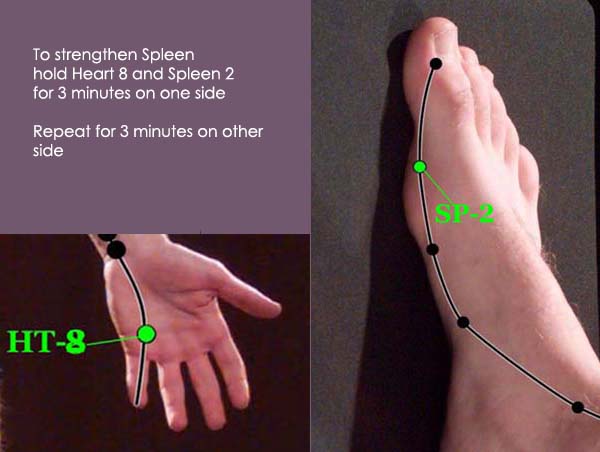 To strengthen Spleen
hold Heart 8 and Spleen 2
for 3 minutes on one side
Repeat for 3 minutes on other
side
SP-2
HT-8